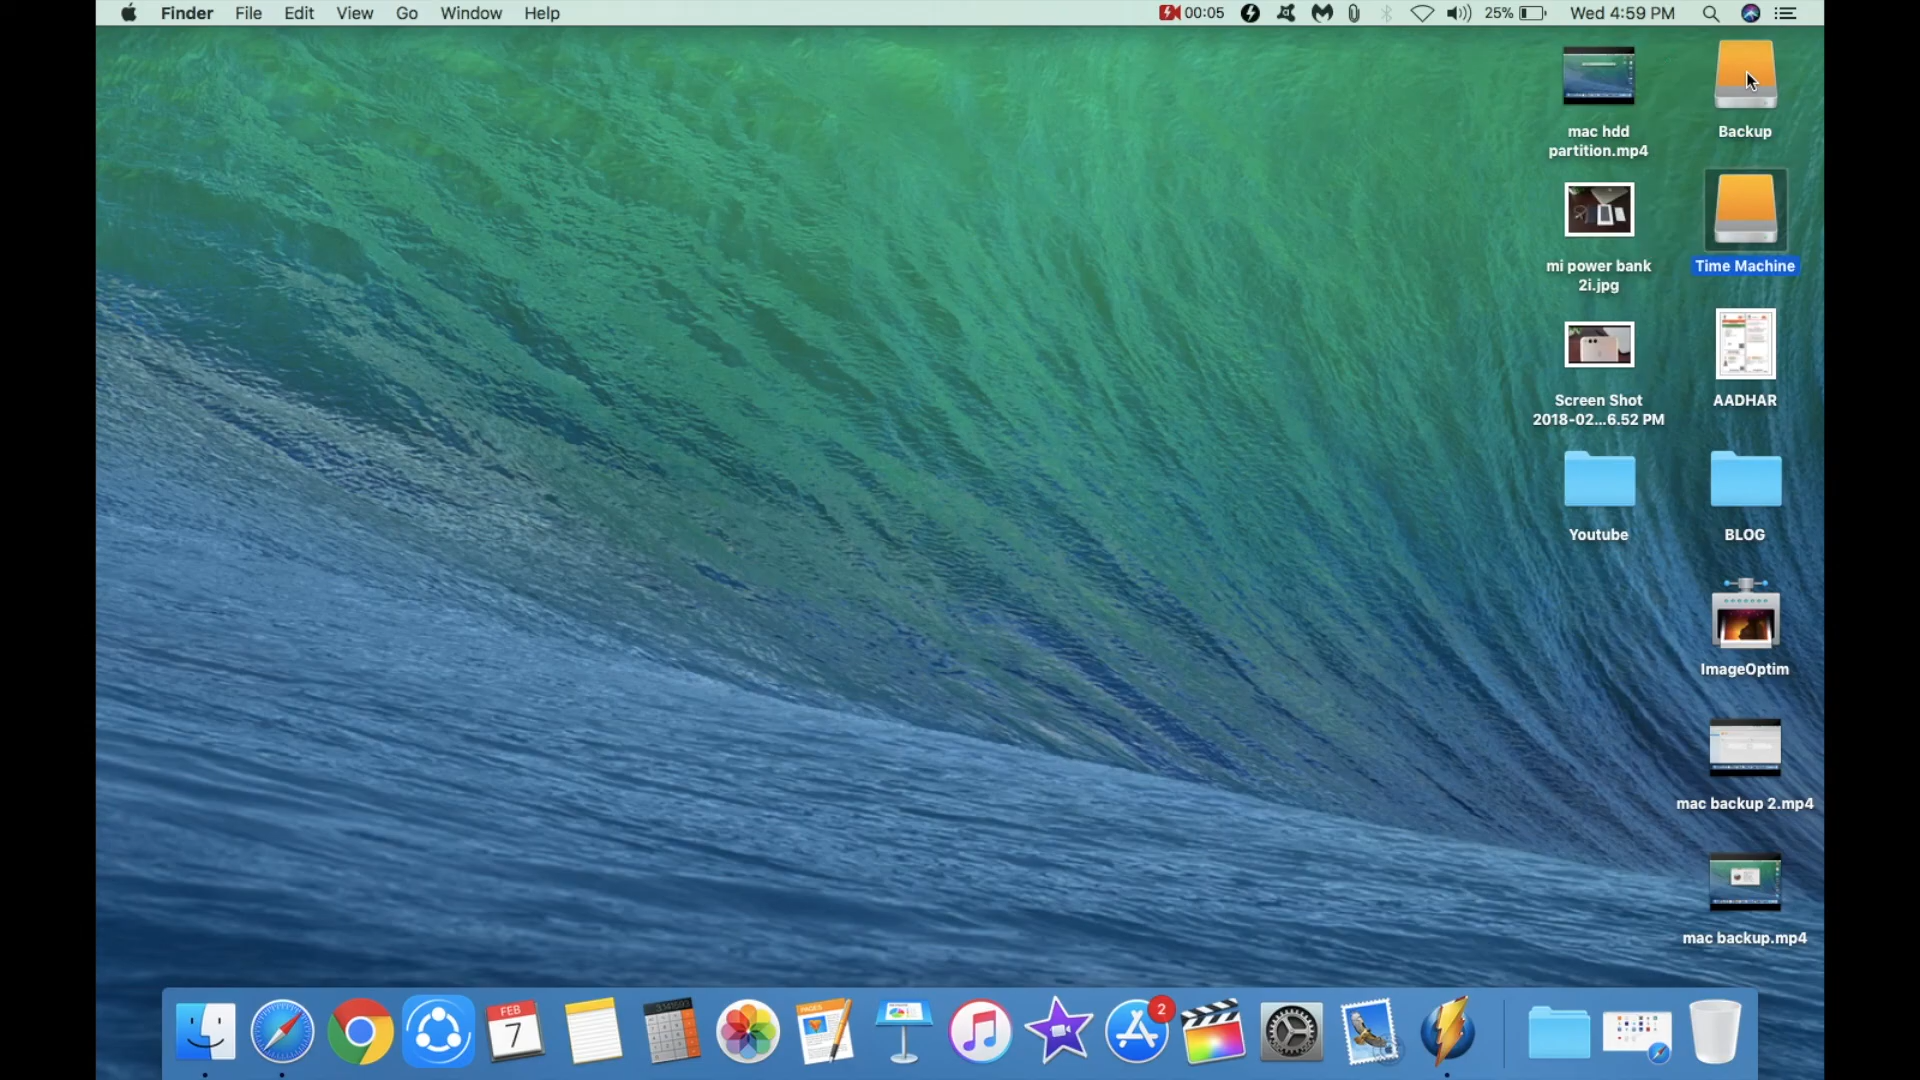 Finder File Edit View Go Window Help 00:05 25% Wed 4:59 PM
mac hdd
partition.mp4
Backup
mi power bank
2i.jpg
Time Machine
Screen Shot
2018-02...6.52 PM
AADHAR
Youtube
BLOG
ImageOptim
mac backup 2.mp4
mac backup.mp4
FEB
7
PAGES
2